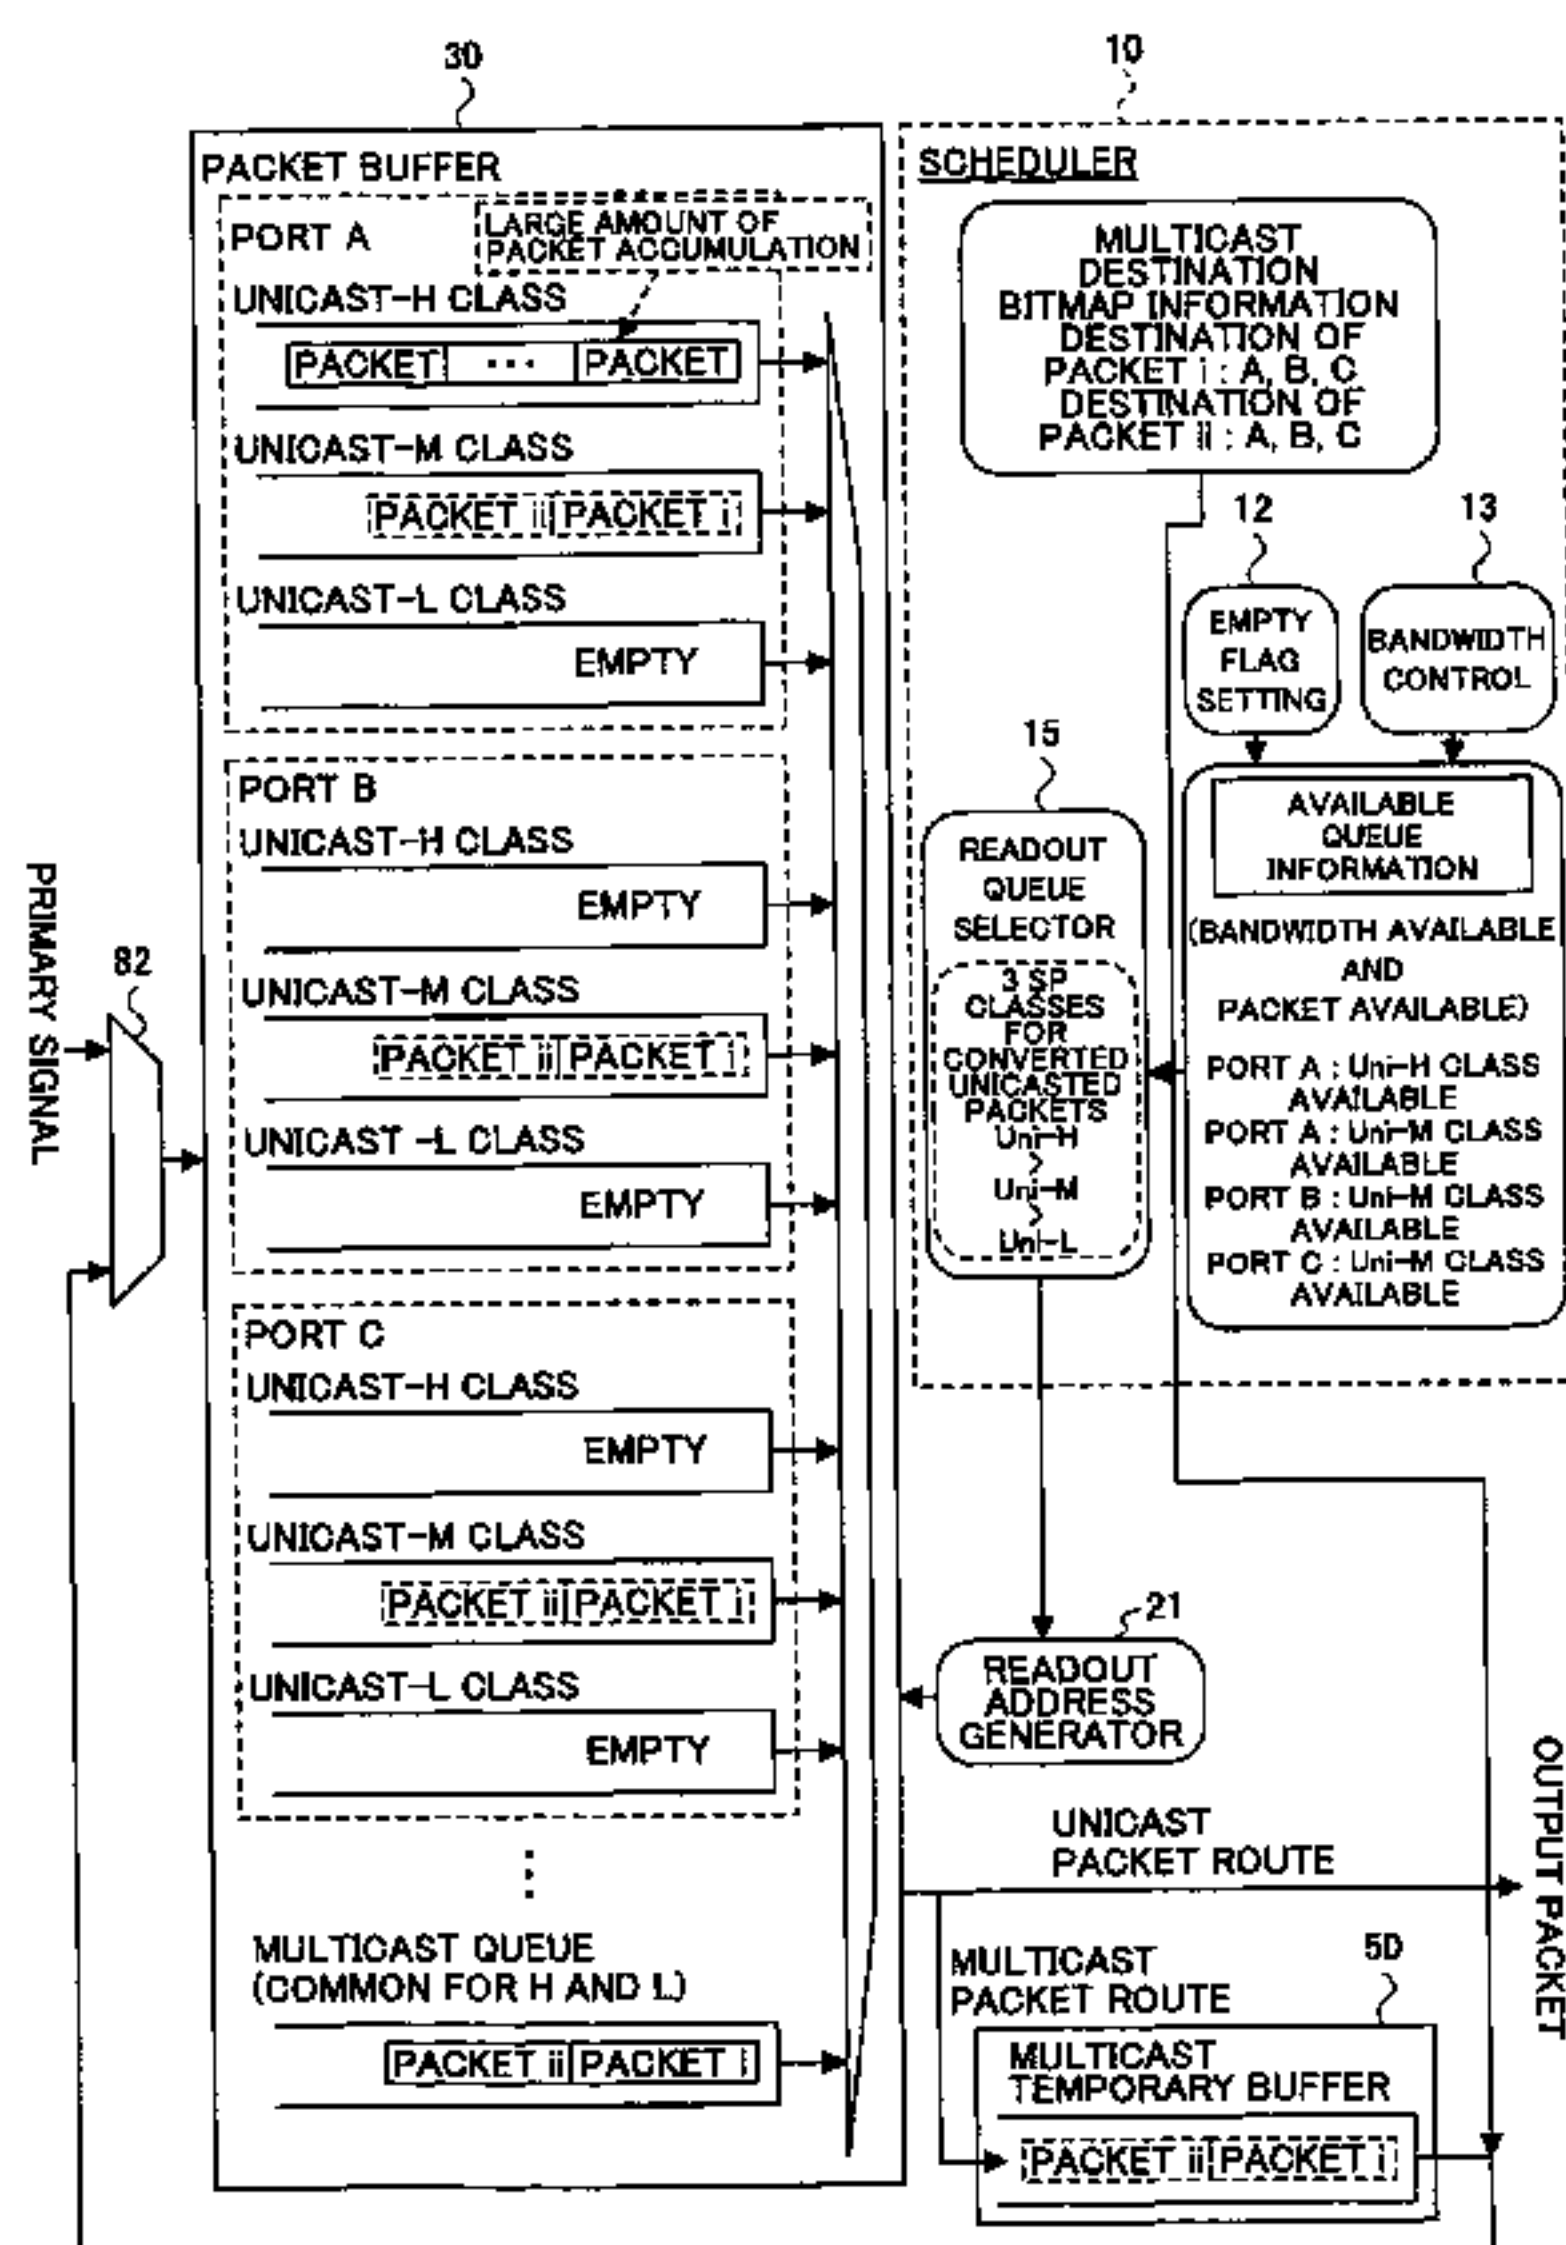 30
10
PACKET BUFFER
PORT A
LARGE AMOUNT OF
PACKET ACCUMULATION
UNICAST-H CLASS
PACKET ... PACKET
UNICAST-M CLASS
PACKET ii PACKET i
UNICAST-L CLASS
EMPTY
PORT B
UNICAST-H CLASS
EMPTY
UNICAST-M CLASS
PACKET ii PACKET i
UNICAST -L CLASS
EMPTY
PORT C
UNICAST-H CLASS
EMPTY
UNICAST-M CLASS
PACKET ii PACKET i
UNICAST-L CLASS
EMPTY
MULTICAST QUEUE
(COMMON FOR H AND L)
PACKET ii PACKET i
PRIMARY SIGNAL
82
SCHEDULER
MULTICAST
DESTINATION
BITMAP INFORMATION
DESTINATION OF
PACKET i : A, B, C
DESTINATION OF
PACKET ii : A, B, C
12
EMPTY
FLAG
SETTING
13
BANDWIDTH
CONTROL
15
READOUT
QUEUE
SELECTOR
3 SP
CLASSES
FOR
CONVERTED
UNICASTED
PACKETS
Uni-H
>
Uni-M
>
Uni-L
AVAILABLE
QUEUE
INFORMATION
(BANDWIDTH AVAILABLE
AND
PACKET AVAILABLE)
PORT A : Uni-H CLASS
AVAILABLE
PORT A : Uni-M CLASS
AVAILABLE
PORT B : Uni-M CLASS
AVAILABLE
PORT C : Uni-M CLASS
AVAILABLE
21
READOUT
ADDRESS
GENERATOR
UNICAST
PACKET ROUTE
OUTPUT PACKET
MULTICAST
PACKET ROUTE
5D
MULTICAST
TEMPORARY BUFFER
PACKET ii PACKET i